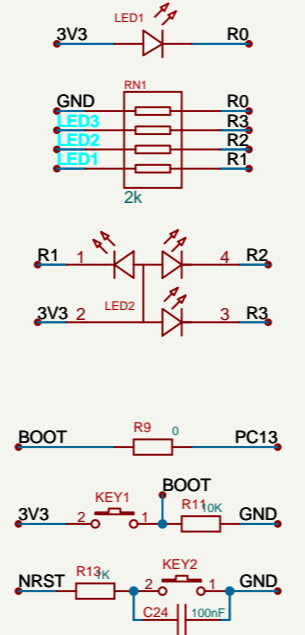 LED1
3V3 R0
RN1
GND R0
LED3 R3
LED2 R2
LED1 R1
2k
R1 1 4 R2
3V3 2 LED2 3 R3
R9 0
BOOT PC13
BOOT
KEY1 R11 10K
3V3 2 1 GND
R13 1K KEY2
NRST 2 1 GND
C24 100nF